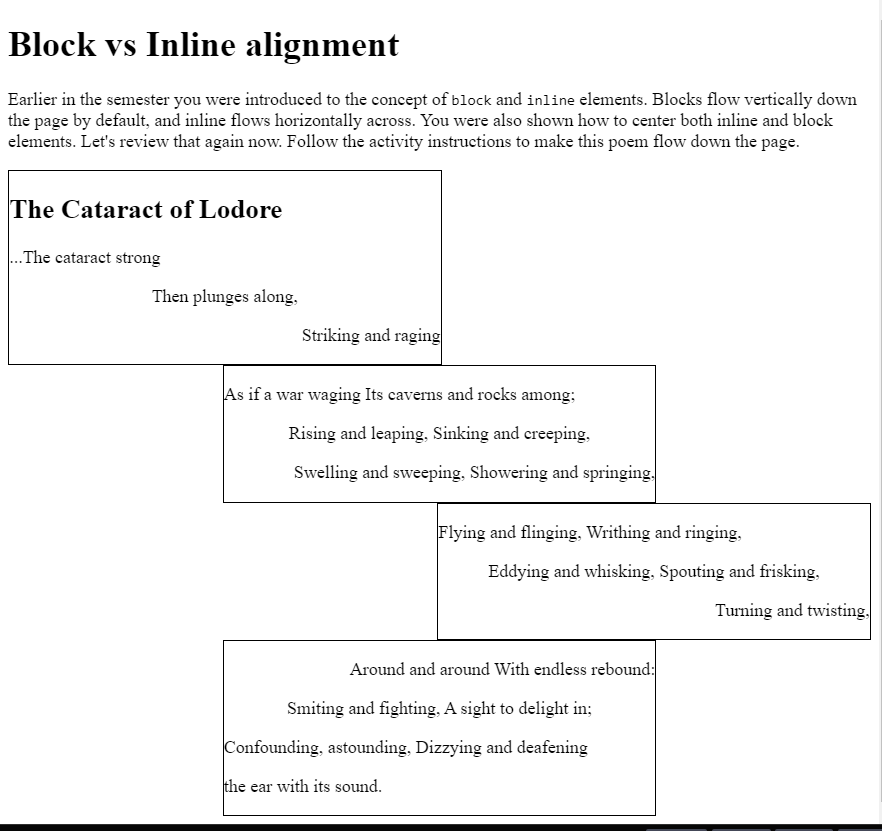 Block vs Inline alignment
Earlier in the semester you were introduced to the concept of block and inline elements. Blocks flow vertically down
the page by default, and inline flows horizontally across. You were also shown how to center both inline and block
elements. Let's review that again now. Follow the activity instructions to make this poem flow down the page.
The Cataract of Lodore
...The cataract strong
Then plunges along,
Striking and raging
As if a war waging Its caverns and rocks among;
Rising and leaping, Sinking and creeping,
Swelling and sweeping, Showering and springing,
Flying and flinging, Writhing and ringing,
Eddying and whisking, Spouting and frisking,
Turning and twisting,
Around and around With endless rebound:
Smiting and fighting, A sight to delight in;
Confounding, astounding, Dizzying and deafening
the ear with its sound.